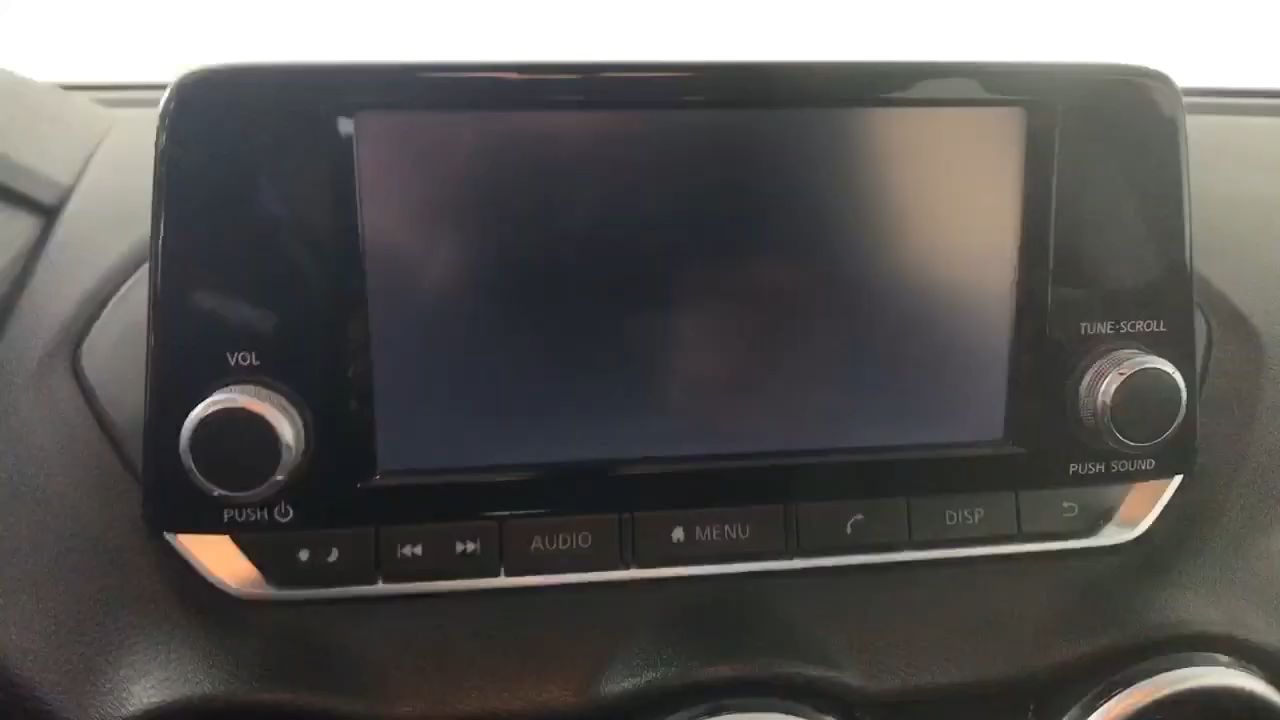 VOL
TUNE·SCROLL
PUSH
PUSH SOUND
AUDIO
MENU
DISP